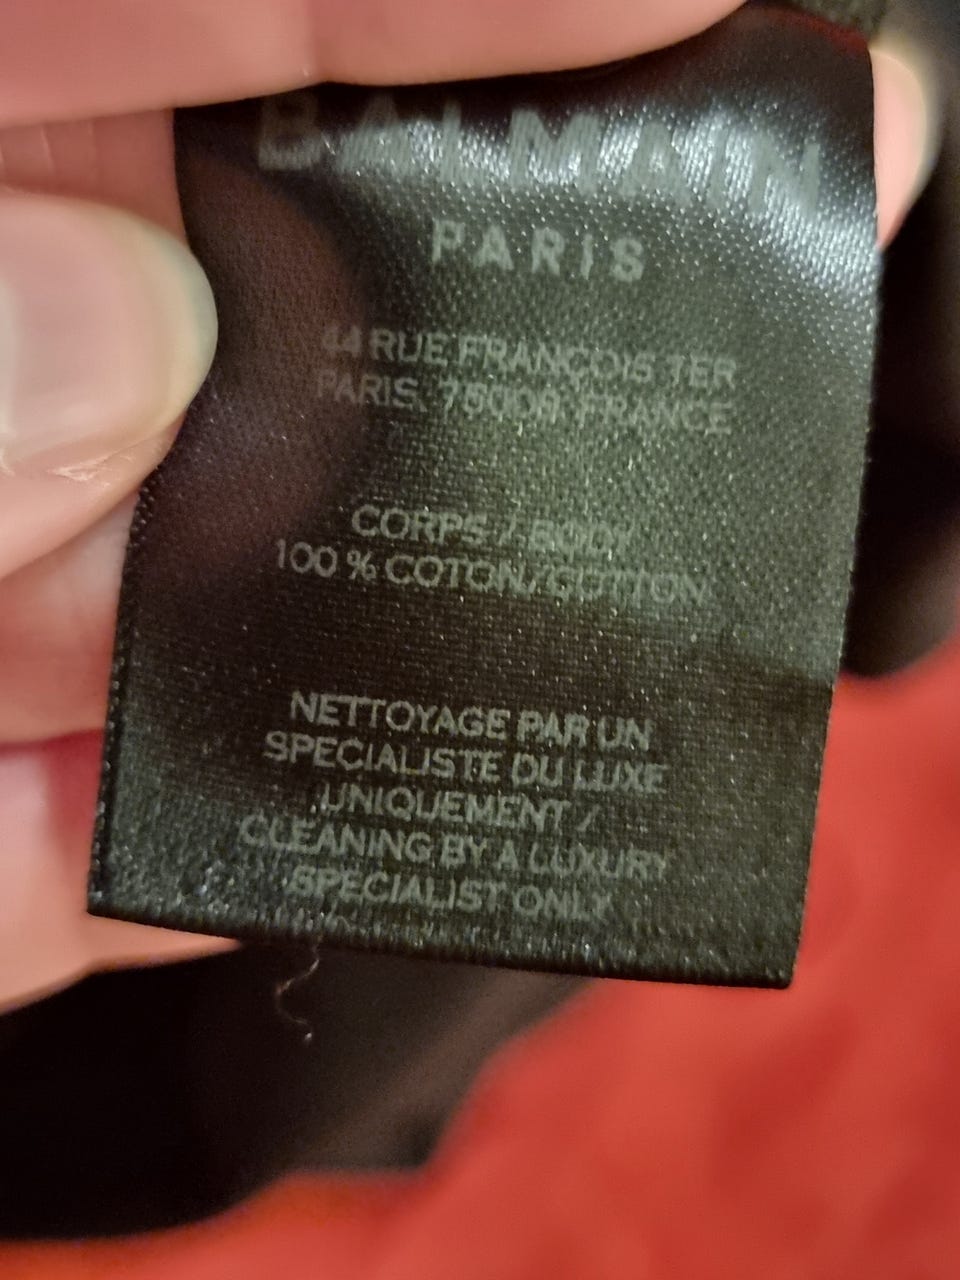 BALMAIN
PARIS
44 RUE FRANÇOIS 1ER
PARIS, 75008, FRANCE
CORPS / BODY
100 % COTON/COTTON
NETTOYAGE PAR UN
SPECIALISTE DU LUXE
UNIQUEMENT /
CLEANING BY A LUXURY
SPECIALIST ONLY